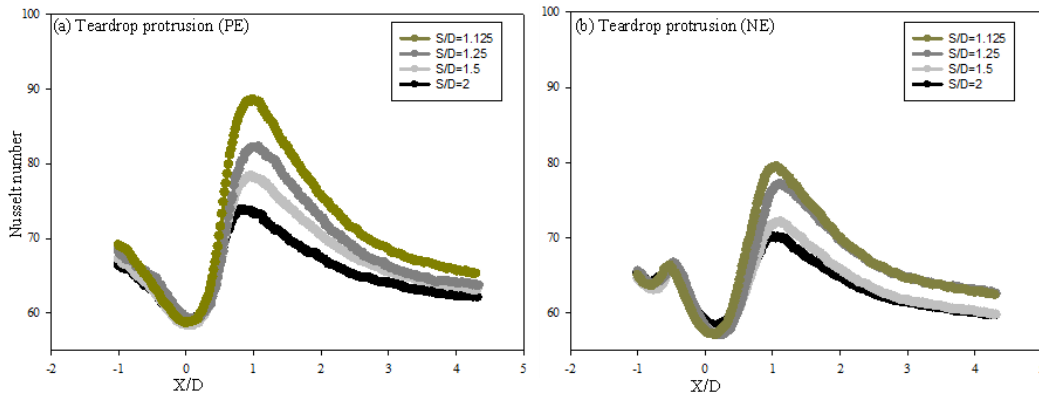 (a) Teardrop protrusion (PE)
S/D=1.125
S/D=1.25
S/D=1.5
S/D=2
Nusselt number
100
90
80
70
60
-2 -1 0 1 2 3 4 5
X/D
(b) Teardrop protrusion (NE)
S/D=1.125
S/D=1.25
S/D=1.5
S/D=2
100
90
80
70
60
-2 -1 0 1 2 3 4
X/D